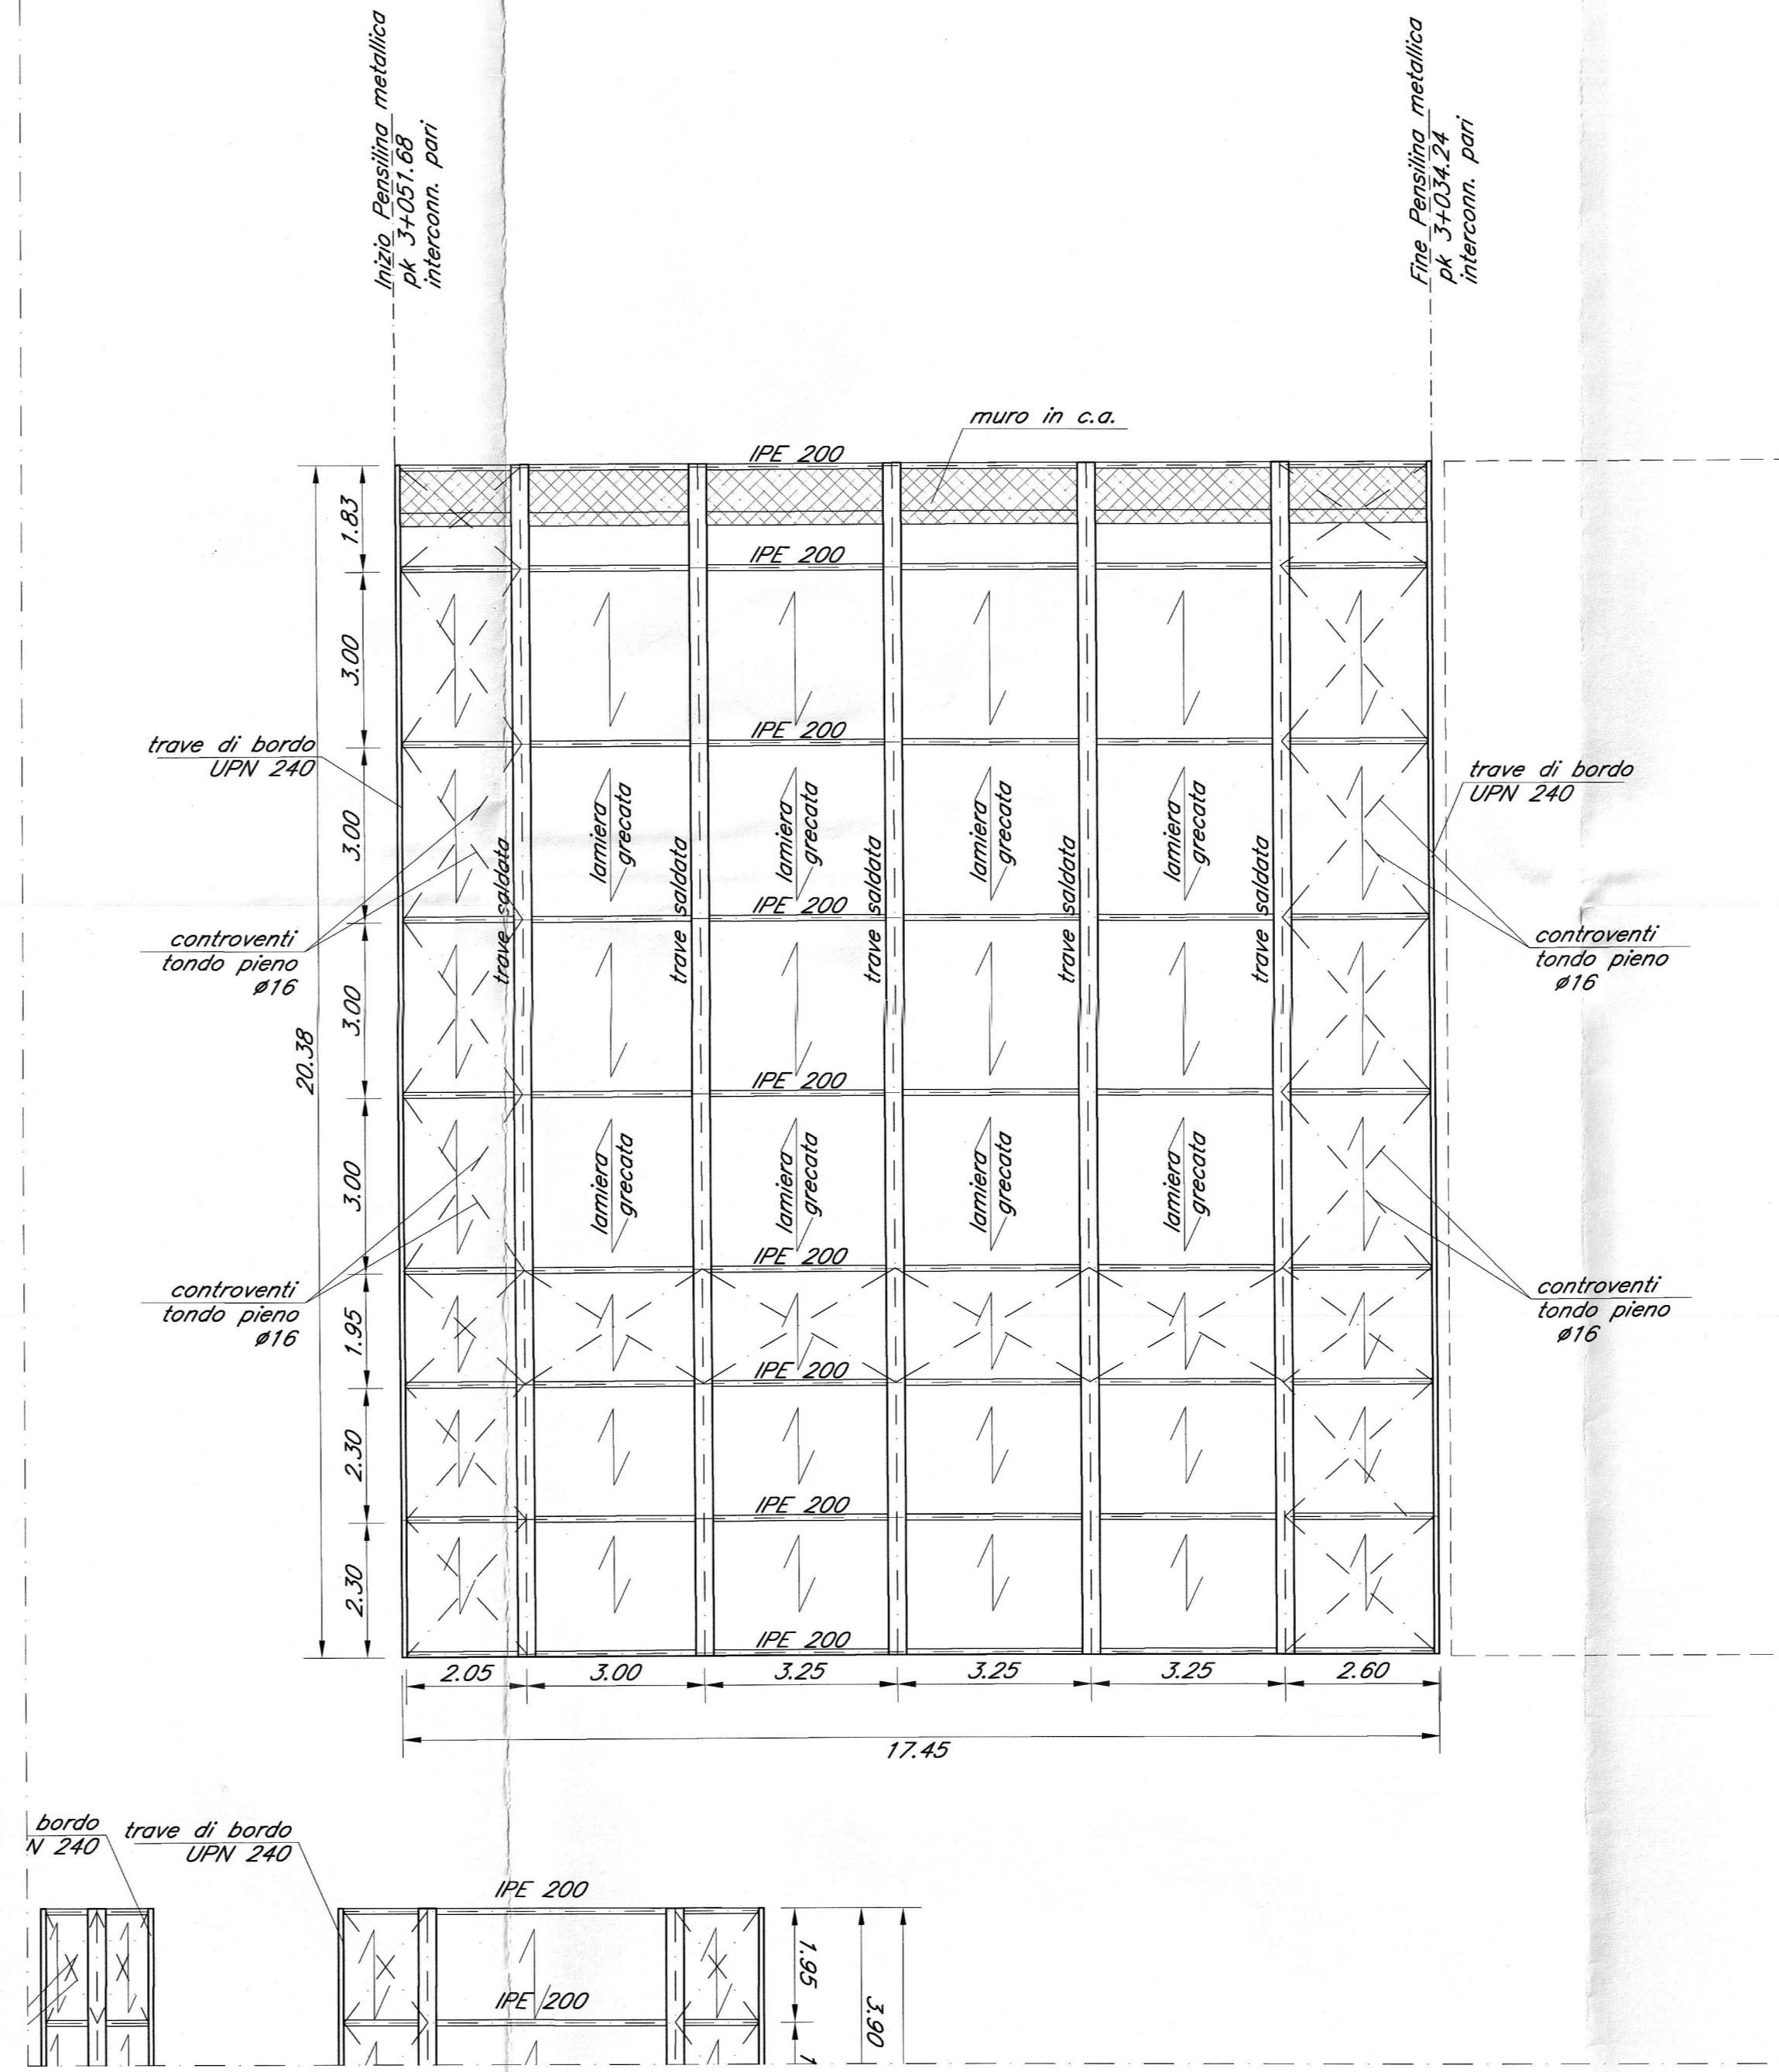 Inizio Pensilina metallica
pk 3+051.68
interconn. pari
Fine Pensilina metallica
pk 3+034.24
interconn. pari
muro in c.a.
IPE 200
1.83
IPE 200
3.00
IPE 200
trave di bordo
UPN 240
trave di bordo
UPN 240
3.00
lamiera
grecata
lamiera
grecata
lamiera
grecata
lamiera
grecata
trave saldata
trave saldata
trave saldata
trave saldata
trave saldata
IPE 200
controventi
tondo pieno
ø16
controventi
tondo pieno
ø16
3.00
20.38
IPE 200
3.00
lamiera
grecata
lamiera
grecata
lamiera
grecata
lamiera
grecata
IPE 200
controventi
tondo pieno
ø16
controventi
tondo pieno
ø16
1.95
IPE 200
2.30
IPE 200
2.30
IPE 200
2.05 3.00 3.25 3.25 3.25 2.60
17.45
bordo
N 240
trave di bordo
UPN 240
IPE 200
1.95
IPE 200
3.90
1